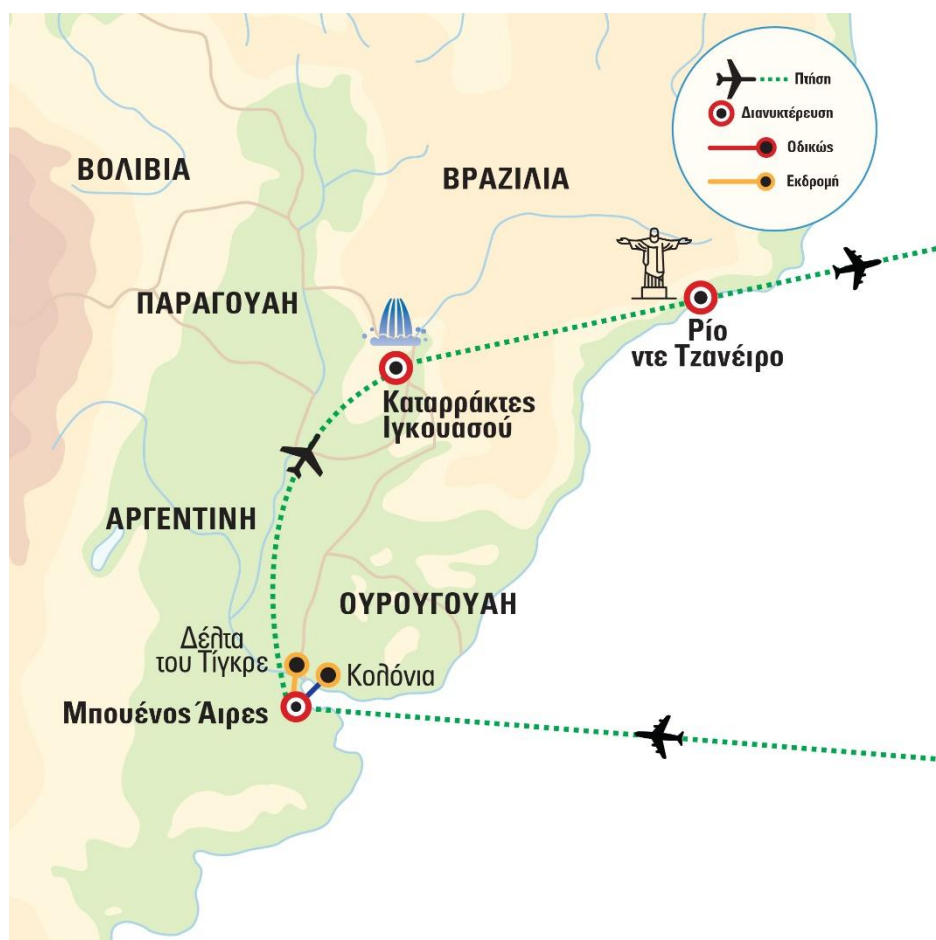 Πτήση
Διανυκτέρευση
Οδικώς
Εκδρομή
ΒΟΛΙΒΙΑ
ΒΡΑΖΙΛΙΑ
ΠΑΡΑΓΟΥΑΗ
Ρίο
ντε Τζανέιρο
Καταρράκτες
Ιγκουασού
ΑΡΓΕΝΤΙΝΗ
ΟΥΡΟΥΓΟΥΑΗ
Δέλτα
του Τίγκρε
Κολόνια
Μπουένος Άιρες